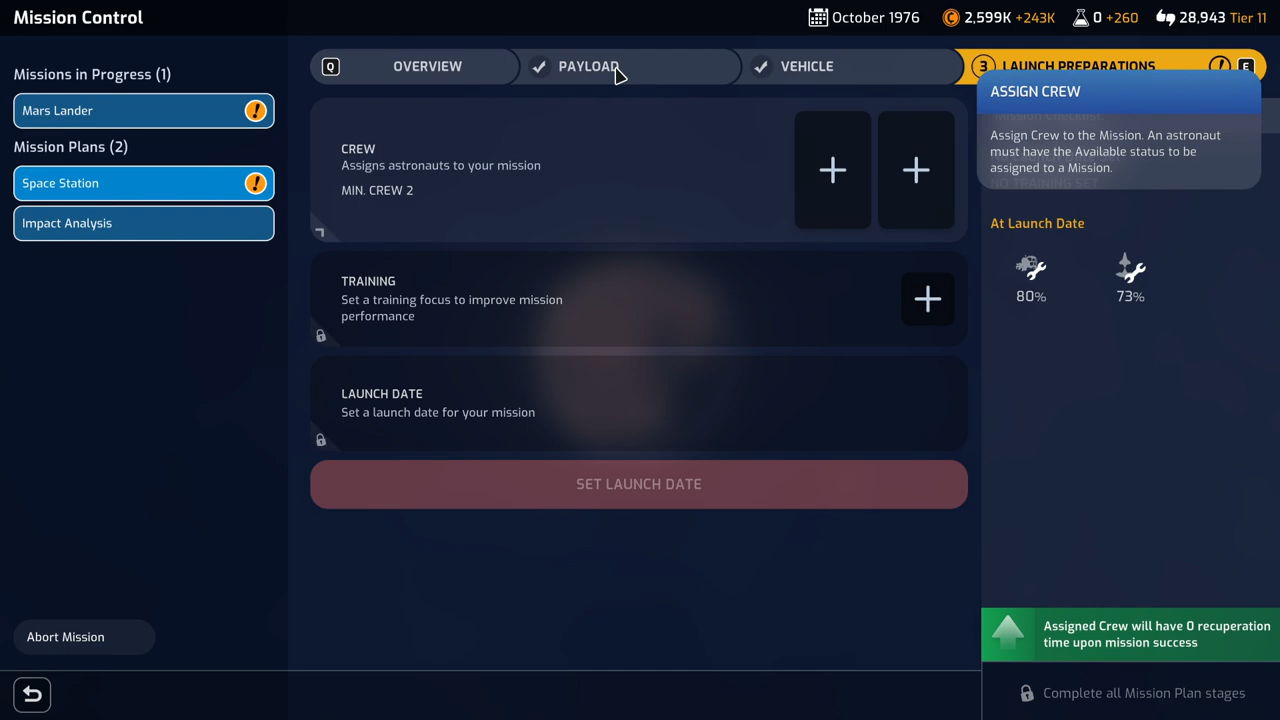 Mission Control
October 1976
2,599K +243K
0 +260
28,943 Tier 11
Missions in Progress (1)
Mars Lander
Mission Plans (2)
Space Station
Impact Analysis
Abort Mission
Q
OVERVIEW
PAYLOAD
VEHICLE
3
LAUNCH PREPARATIONS
E
CREW
Assigns astronauts to your mission
MIN. CREW 2
TRAINING
Set a training focus to improve mission
performance
LAUNCH DATE
Set a launch date for your mission
SET LAUNCH DATE
ASSIGN CREW
Mission Checklist
Assign Crew to the Mission. An astronaut
must have the Available status to be
assigned to a Mission.
NO TRAINING SET
At Launch Date
80%
73%
Assigned Crew will have 0 recuperation
time upon mission success
Complete all Mission Plan stages